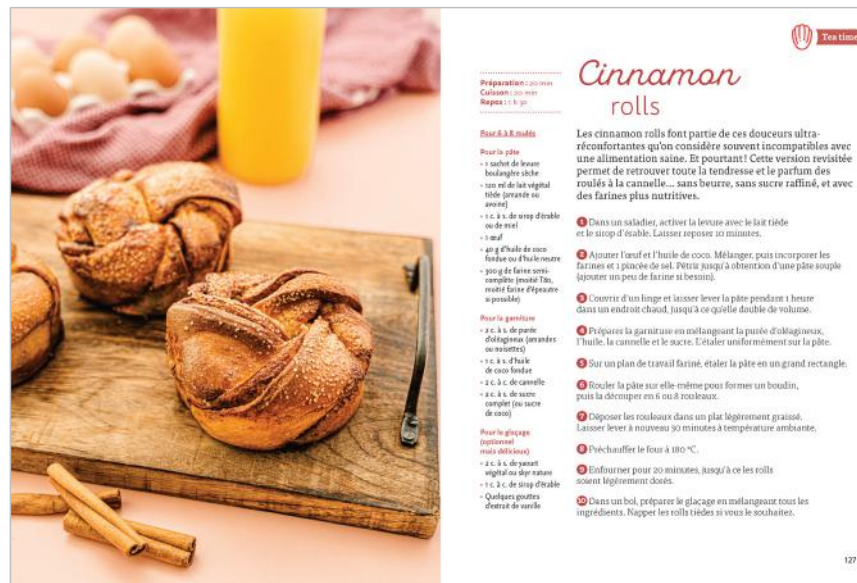 Tea time
Cinnamon
rolls
Préparation : 20 min
Cuisson : 20 min
Repos : 1 h 30
Pour 6 à 8 roulés
Pour la pâte
- 1 sachet de levure
boulangère sèche
- 120 ml de lait végétal
tiède (amande ou
avoine)
- 1 c. à s. de sirop d'érable
ou de miel
- 1 œuf
- 40 g d'huile de coco
fondue ou d'huile neutre
- 300 g de farine semi-
complète (moitié T80,
moitié farine d'épeautre
si possible)
Pour la garniture
- 2 c. à s. de purée
d'oléagineux (amandes
ou noisettes)
- 1 c. à s. d'huile
de coco fondue
- 2 c. à c. de cannelle
- 2 c. à s. de sucre
complet (ou sucre
de coco)
Pour le glaçage
(optionnel
mais délicieux)
- 2 c. à s. de yaourt
végétal ou skyr nature
- 1 c. à c. de sirop d'érable
- Quelques gouttes
d'extrait de vanille
Les cinnamon rolls font partie de ces douceurs ultra-
réconfortantes qu'on considère souvent incompatibles avec
une alimentation saine. Et pourtant ! Cette version revisitée
permet de retrouver toute la tendresse et le parfum des
roulés à la cannelle... sans beurre, sans sucre raffiné, et avec
des farines plus nutritives.
1 Dans un saladier, activer la levure avec le lait tiède
et le sirop d'érable. Laisser reposer 10 minutes.
2 Ajouter l'œuf et l'huile de coco. Mélanger, puis incorporer les
farines et 1 pincée de sel. Pétrir jusqu'à obtention d'une pâte souple
(ajouter un peu de farine si besoin).
3 Couvrir d'un linge et laisser lever la pâte pendant 1 heure
dans un endroit chaud, jusqu'à ce qu'elle double de volume.
4 Préparer la garniture en mélangeant la purée d'oléagineux,
l'huile, la cannelle et le sucre. L'étaler uniformément sur la pâte.
5 Sur un plan de travail fariné, étaler la pâte en un grand rectangle.
6 Rouler la pâte sur elle-même pour former un boudin,
puis la découper en 6 ou 8 rouleaux.
7 Déposer les rouleaux dans un plat légèrement graissé.
Laisser lever à nouveau 30 minutes à température ambiante.
8 Préchauffer le four à 180 °C.
9 Enfourner pour 20 minutes, jusqu'à ce les rolls
soient légèrement dorés.
10 Dans un bol, préparer le glaçage en mélangeant tous les
ingrédients. Napper les rolls tièdes si vous le souhaitez.
127